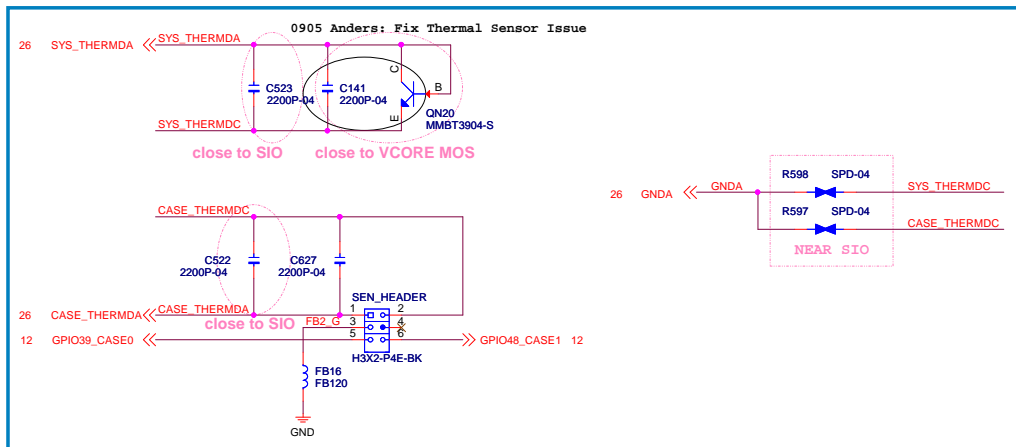 0905 Anders: Fix Thermal Sensor Issue
26 SYS_THERMDA SYS_THERMDA
C523
2200P-04
C141
2200P-04
C
B
E
QN20
MMBT3904-S
SYS_THERMDC
close to SIO
close to VCORE MOS
R598 SPD-04
26 GNDA GNDA
SYS_THERMDC
R597 SPD-04
CASE_THERMDC
NEAR SIO
CASE_THERMDC
C522
2200P-04
C627
2200P-04
SEN_HEADER
26 CASE_THERMDA CASE_THERMDA
1 2
close to SIO
FB2_G
3 4
12 GPIO39_CASE0
5 6
GPIO48_CASE1 12
H3X2-P4E-BK
FB16
FB120
GND